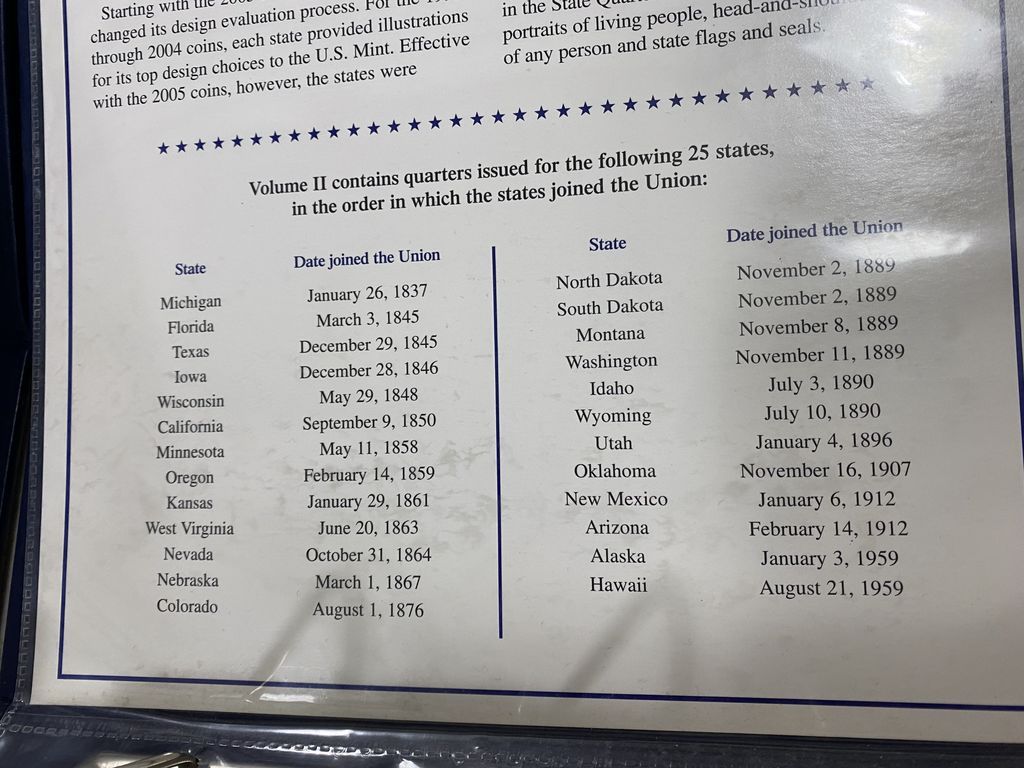 Starting with the
changed its design evaluation process. For the
through 2004 coins, each state provided illustrations
for its top design choices to the U.S. Mint. Effective
with the 2005 coins, however, the states were
in the State
portraits of living people,
of any person and state flags and seals.
Volume II contains quarters issued for the following 25 states,
in the order in which the states joined the Union:
State Date joined the Union
Michigan January 26, 1837
Florida March 3, 1845
Texas December 29, 1845
Iowa December 28, 1846
Wisconsin May 29, 1848
California September 9, 1850
Minnesota May 11, 1858
Oregon February 14, 1859
Kansas January 29, 1861
West Virginia June 20, 1863
Nevada October 31, 1864
Nebraska March 1, 1867
Colorado August 1, 1876
State Date joined the Union
North Dakota November 2, 1889
South Dakota November 2, 1889
Montana November 8, 1889
Washington November 11, 1889
Idaho July 3, 1890
Wyoming July 10, 1890
Utah January 4, 1896
Oklahoma November 16, 1907
New Mexico January 6, 1912
Arizona February 14, 1912
Alaska January 3, 1959
Hawaii August 21, 1959